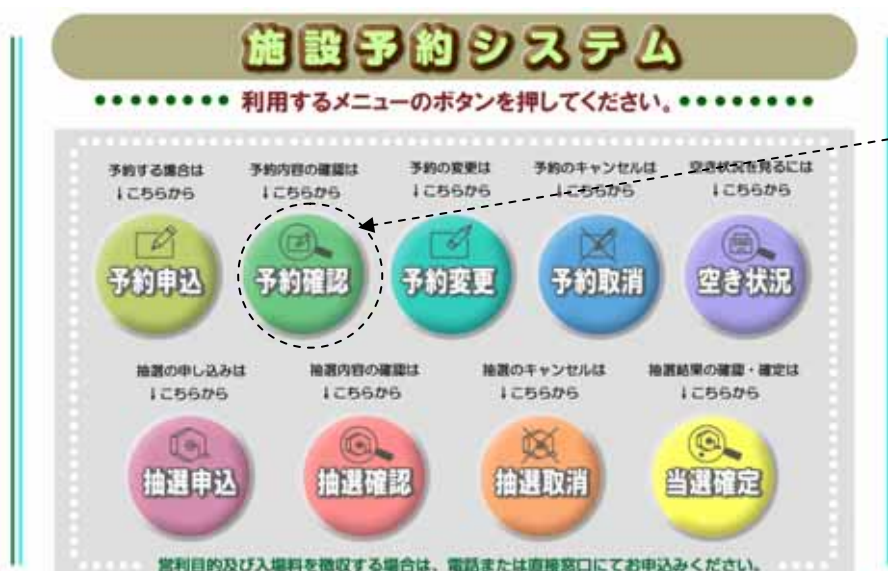 施設予約システム
利用するメニューのボタンを押してください。
予約する場合は 予約内容の確認は 予約の変更は 予約のキャンセルは 空き状況を見るには
↓こちらから ↓こちらから ↓こちらから ↓こちらから ↓こちらから
予約申込 予約確認 予約変更 予約取消 空き状況
抽選の申し込みは 抽選内容の確認は 抽選のキャンセルは 抽選結果の確認・確定は
↓こちらから ↓こちらから ↓こちらから ↓こちらから
抽選申込 抽選確認 抽選取消 当選確定
営利目的及び入場料を徴収する場合は、電話または直接窓口にてお申込みください。